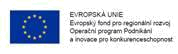 EVROPSKÁ UNIE
Evropský fond pro regionální rozvoj
Operační program Podnikání
a inovace pro konkurenceschopnost